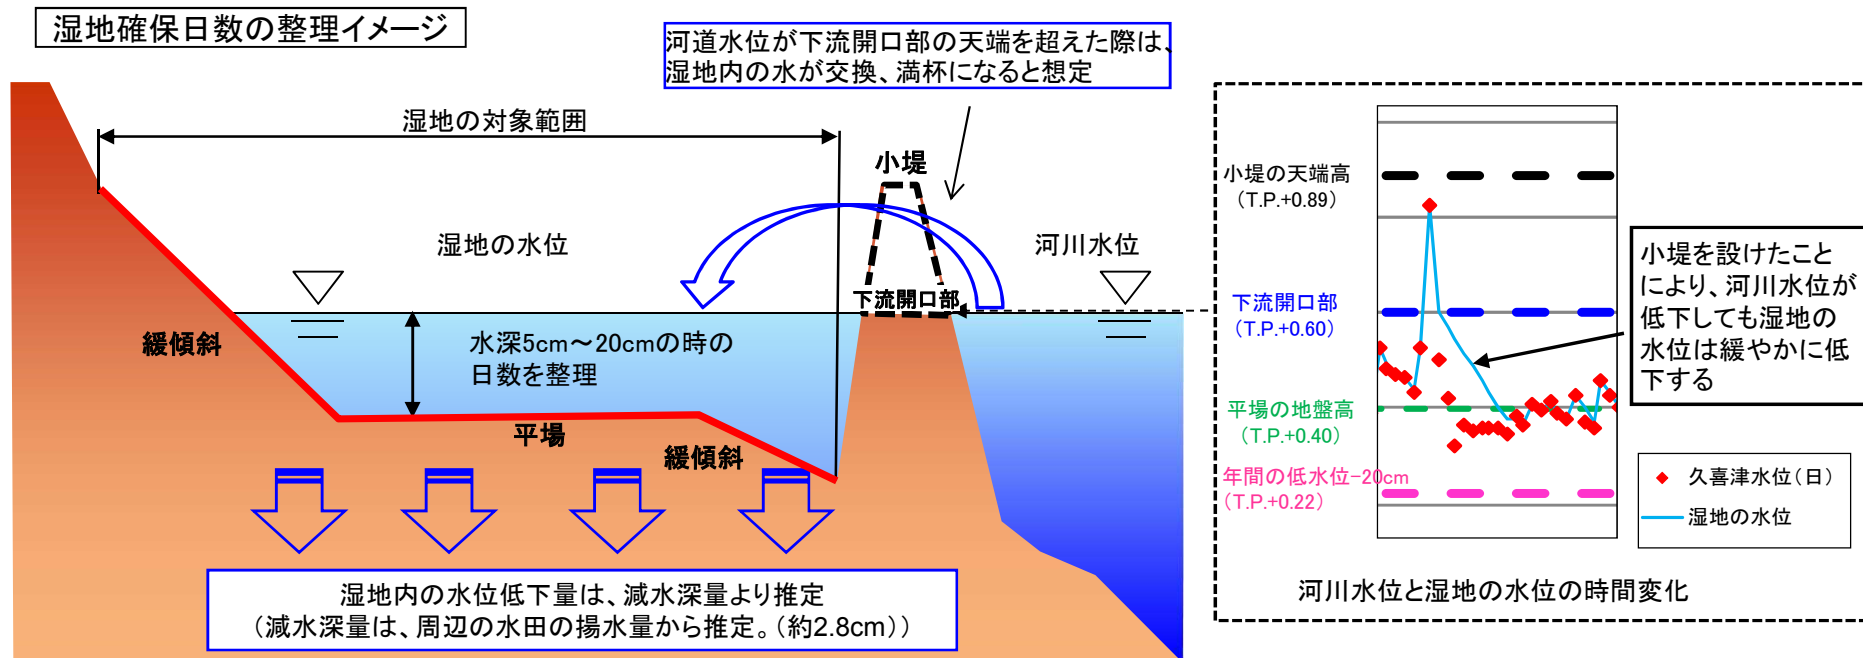 湿地確保日数の整理イメージ
河道水位が下流開口部の天端を超えた際は、
湿地内の水が交換、満杯になると想定
湿地の対象範囲
小堤
湿地の水位
河川水位
下流開口部
緩傾斜
水深5cm～20cmの時の
日数を整理
平場
緩傾斜
湿地内の水位低下量は、減水深量より推定
（減水深量は、周辺の水田の揚水量から推定。（約2.8cm））
小堤の天端高
（T.P.+0.89）
下流開口部
（T.P.+0.60）
平場の地盤高
（T.P.+0.40）
年間の低水位-20cm
（T.P.+0.22）
小堤を設けたこと
により、河川水位が
低下しても湿地の
水位は緩やかに低
下する
久喜津水位（日）
湿地の水位
河川水位と湿地の水位の時間変化